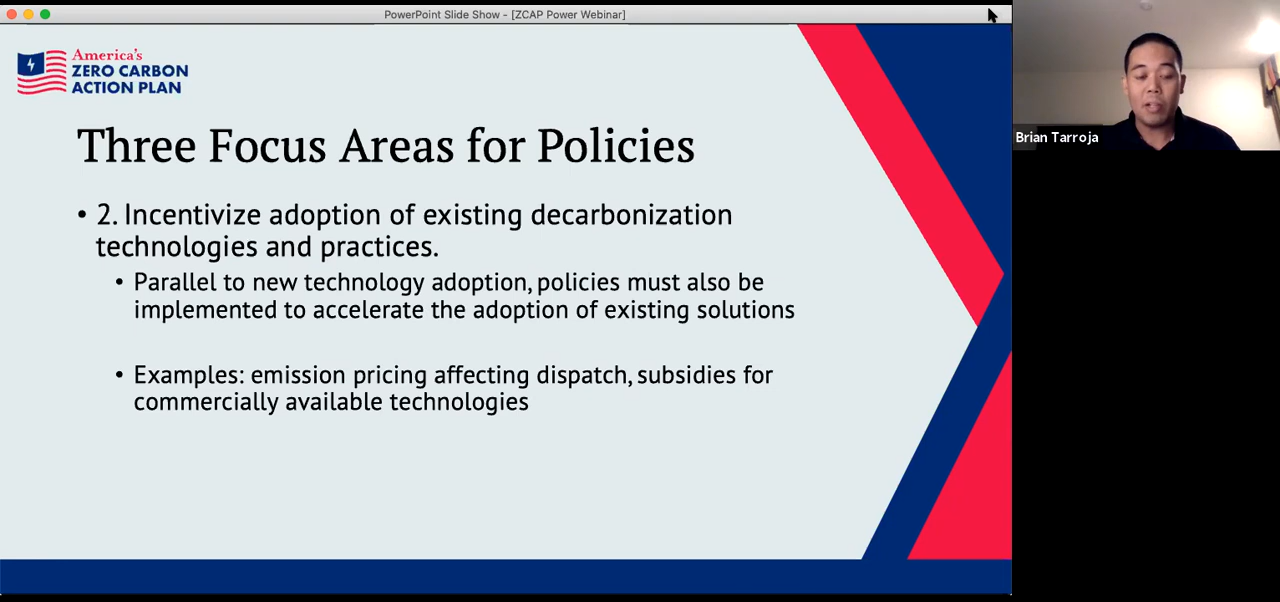 PowerPoint Slide Show - [ZCAP Power Webinar]
America's
ZERO CARBON
ACTION PLAN
Three Focus Areas for Policies
• 2. Incentivize adoption of existing decarbonization
technologies and practices.
• Parallel to new technology adoption, policies must also be
implemented to accelerate the adoption of existing solutions
• Examples: emission pricing affecting dispatch, subsidies for
commercially available technologies
Brian Tarroja